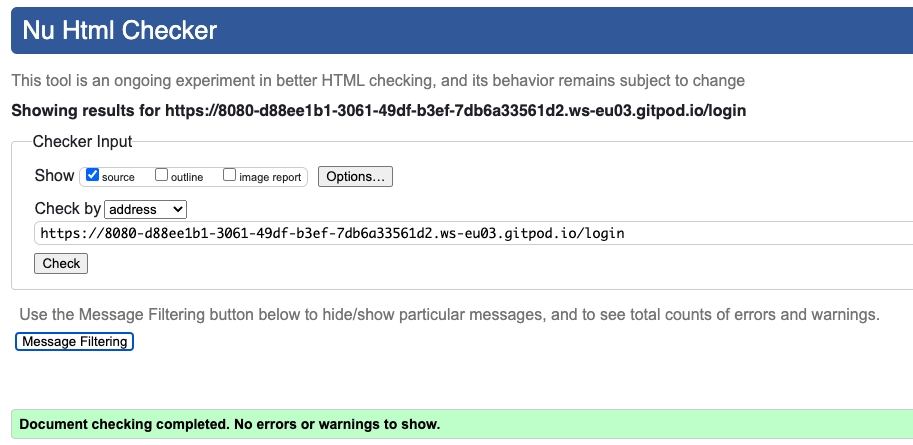 Nu Html Checker
This tool is an ongoing experiment in better HTML checking, and its behavior remains subject to change
Showing results for https://8080-d88ee1b1-3061-49df-b3ef-7db6a33561d2.ws-eu03.gitpod.io/login
Checker Input
Show source outline image report Options...
Check by address
https://8080-d88ee1b1-3061-49df-b3ef-7db6a33561d2.ws-eu03.gitpod.io/login
Check
Use the Message Filtering button below to hide/show particular messages, and to see total counts of errors and warnings.
Message Filtering
Document checking completed. No errors or warnings to show.